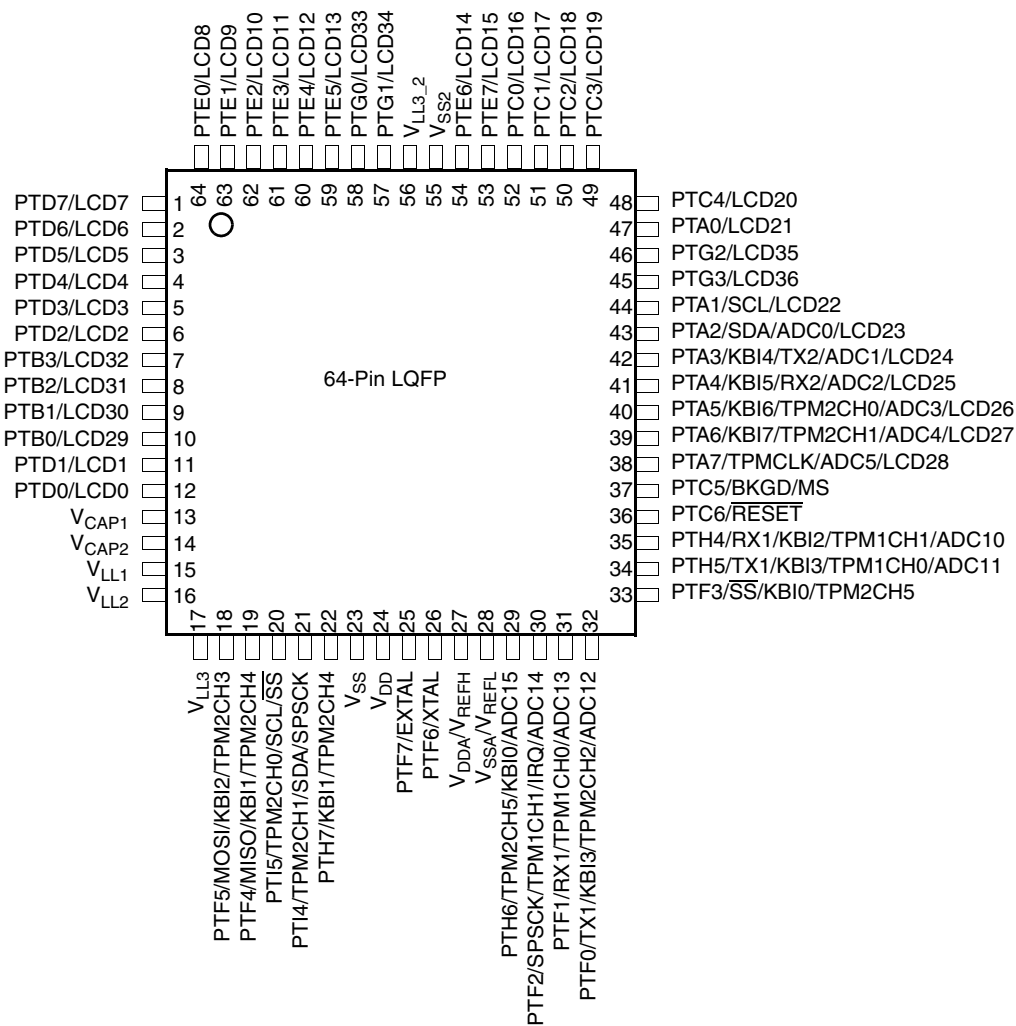 PTE0/LCD8
PTE1/LCD9
PTE2/LCD10
PTE3/LCD11
PTE4/LCD12
PTE5/LCD13
PTG0/LCD33
PTG1/LCD34
VLL3_2
VSS2
PTE6/LCD14
PTE7/LCD15
PTC0/LCD16
PTC1/LCD17
PTC2/LCD18
PTC3/LCD19
64 63 62 61 60 59 58 57 56 55 54 53 52 51 50 49
PTD7/LCD7 1
PTD6/LCD6 2
PTD5/LCD5 3
PTD4/LCD4 4
PTD3/LCD3 5
PTD2/LCD2 6
PTB3/LCD32 7
PTB2/LCD31 8
PTB1/LCD30 9
PTB0/LCD29 10
PTD1/LCD1 11
PTD0/LCD0 12
VCAP1 13
VCAP2 14
VLL1 15
VLL2 16
64-Pin LQFP
48 PTC4/LCD20
47 PTA0/LCD21
46 PTG2/LCD35
45 PTG3/LCD36
44 PTA1/SCL/LCD22
43 PTA2/SDA/ADC0/LCD23
42 PTA3/KBI4/TX2/ADC1/LCD24
41 PTA4/KBI5/RX2/ADC2/LCD25
40 PTA5/KBI6/TPM2CH0/ADC3/LCD26
39 PTA6/KBI7/TPM2CH1/ADC4/LCD27
38 PTA7/TPMCLK/ADC5/LCD28
37 PTC5/BKGD/MS
36 PTC6/RESET
35 PTH4/RX1/KBI2/TPM1CH1/ADC10
34 PTH5/TX1/KBI3/TPM1CH0/ADC11
33 PTF3/SS/KBI0/TPM2CH5
17 18 19 20 21 22 23 24 25 26 27 28 29 30 31 32
VLL3
PTF5/MOSI/KBI2/TPM2CH3
PTF4/MISO/KBI1/TPM2CH4
PTI5/TPM2CH0/SCL/SS
PTI4/TPM2CH1/SDA/SPSCK
PTH7/KBI1/TPM2CH4
VSS
VDD
PTF7/EXTAL
PTF6/XTAL
VDDA/VREFH
VSSA/VREFL
PTH6/TPM2CH5/KBI0/ADC15
PTF2/SPSCK/TPM1CH1/IRQ/ADC14
PTF1/RX1/TPM1CH0/ADC13
PTF0/TX1/KBI3/TPM2CH2/ADC12